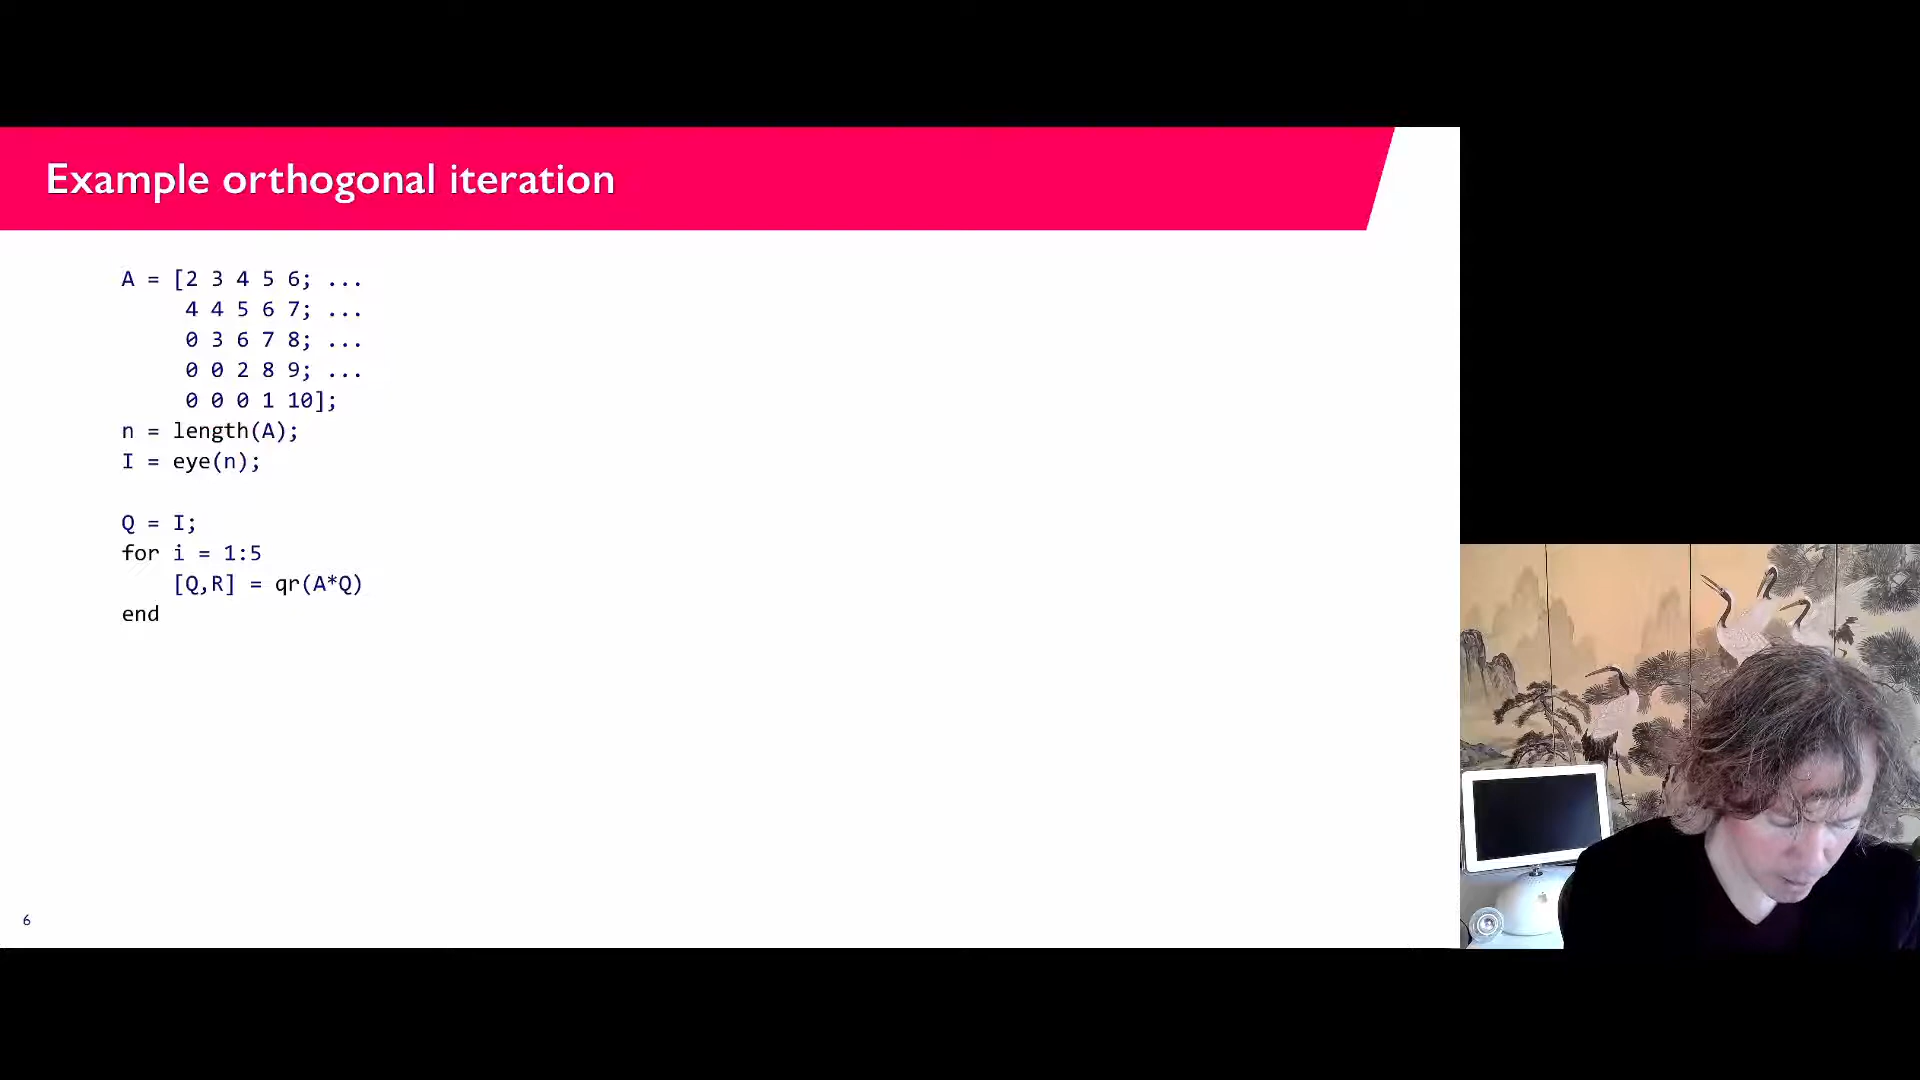 Example orthogonal iteration
A = [2 3 4 5 6; ...
4 4 5 6 7; ...
0 3 6 7 8; ...
0 0 2 8 9; ...
0 0 0 1 10];
n = length(A);
I = eye(n);
Q = I;
for i = 1:5
[Q,R] = qr(A*Q)
end
6